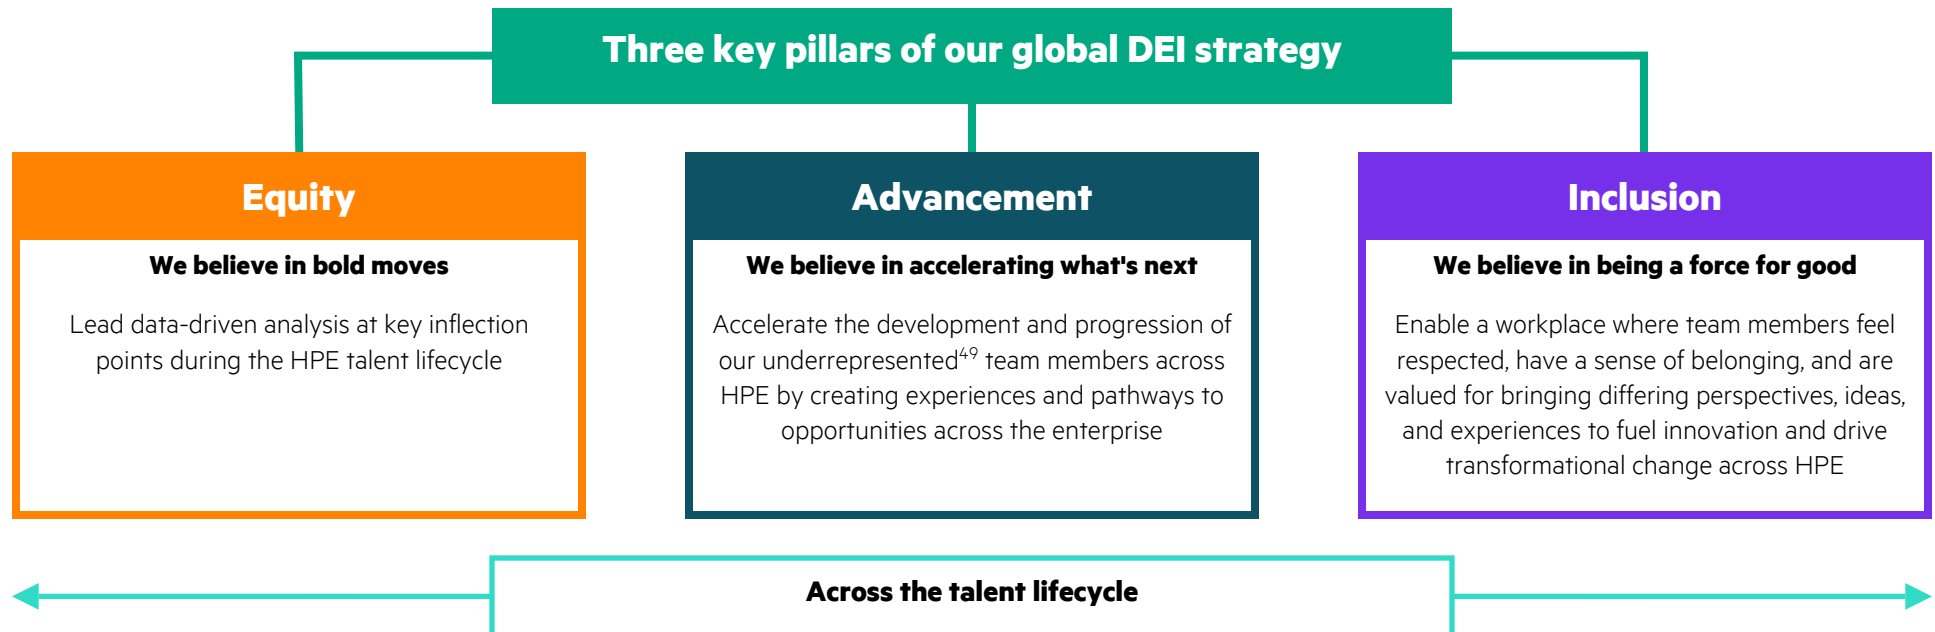 Three key pillars of our global DEI strategy
Equity
We believe in bold moves
Lead data-driven analysis at key inflection
points during the HPE talent lifecycle
Advancement
We believe in accelerating what's next
Accelerate the development and progression of
our underrepresented49 team members across
HPE by creating experiences and pathways to
opportunities across the enterprise
Inclusion
We believe in being a force for good
Enable a workplace where team members feel
respected, have a sense of belonging, and are
valued for bringing differing perspectives, ideas,
and experiences to fuel innovation and drive
transformational change across HPE
Across the talent lifecycle